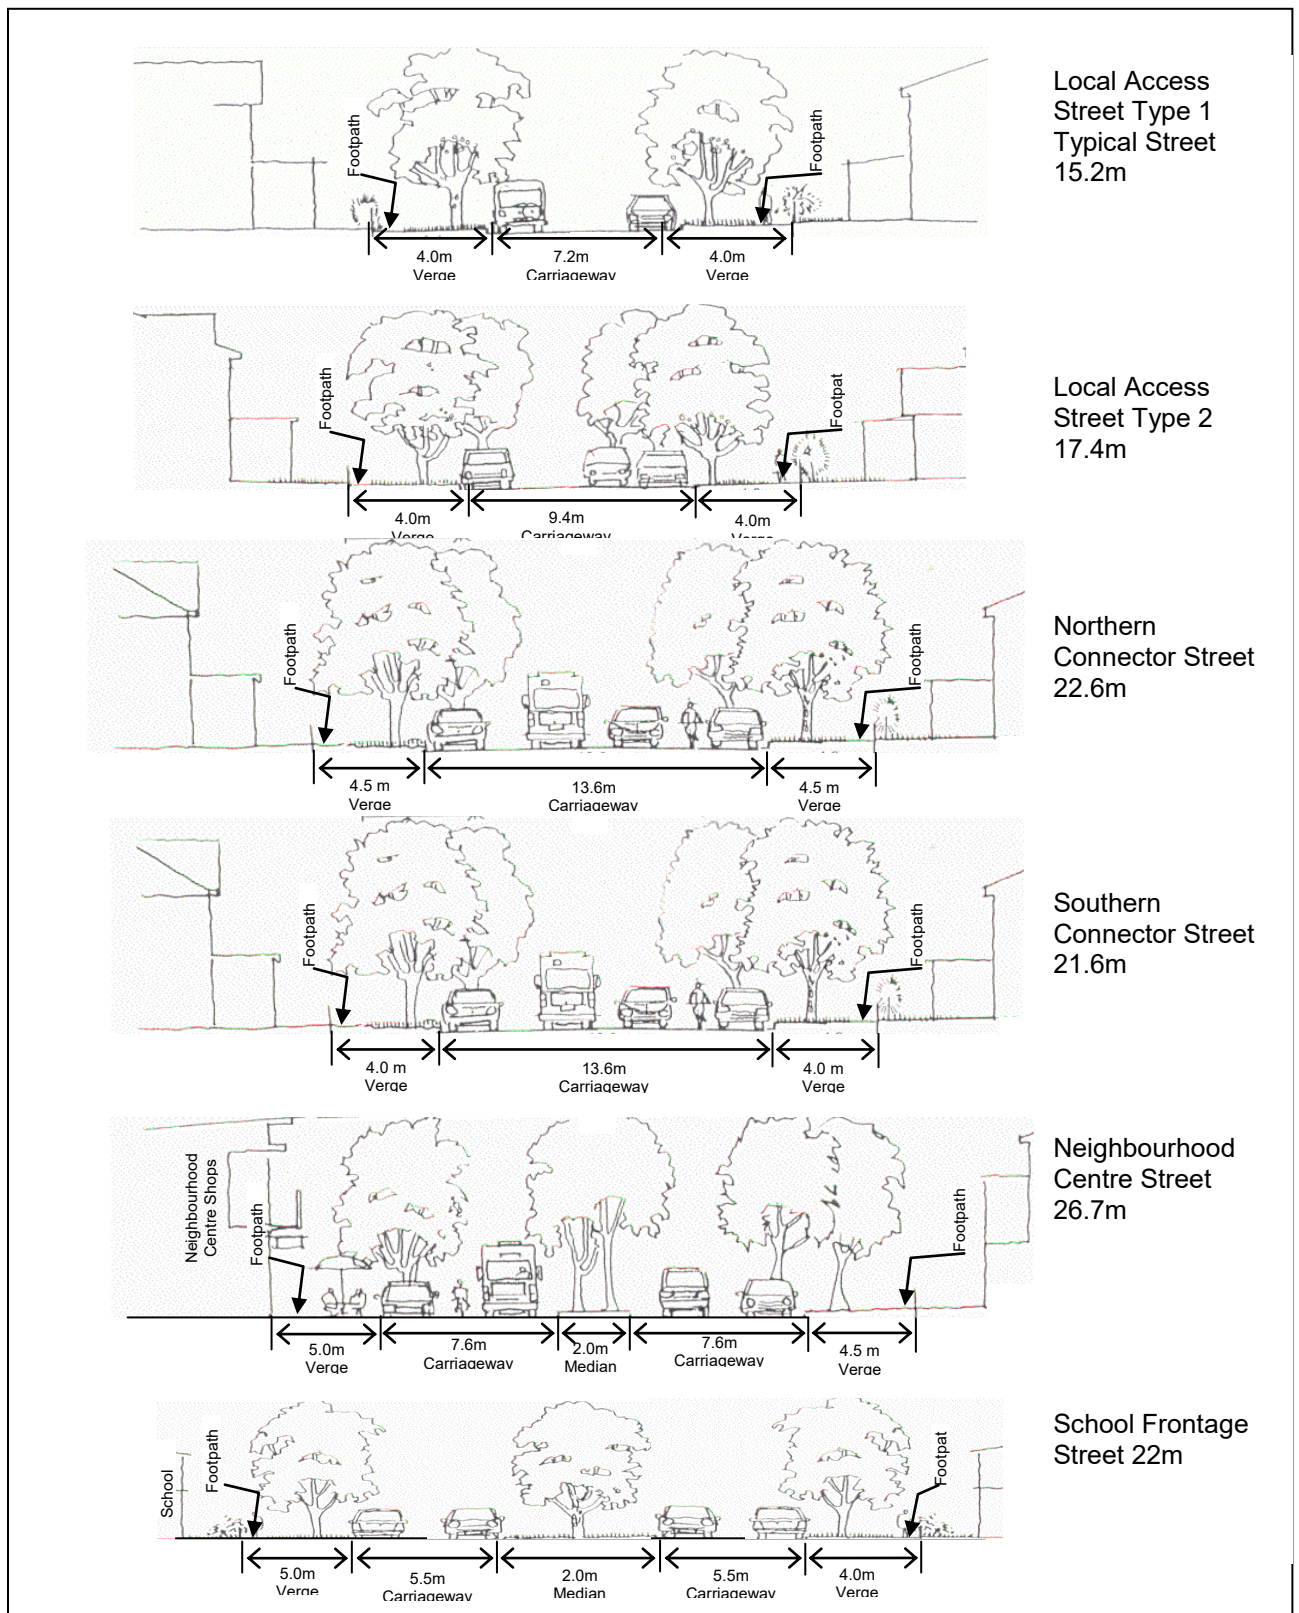 Local Access
Street Type 1
Typical Street
15.2m
Footpath
Footpath
4.0m
Verge
7.2m
Carriageway
4.0m
Verge
Local Access
Street Type 2
17.4m
Footpath
Footpat
4.0m
Verge
9.4m
Carriageway
4.0m
Verge
Northern
Connector Street
22.6m
Footpath
Footpath
4.5 m
Verge
13.6m
Carriageway
4.5 m
Verge
Southern
Connector Street
21.6m
Footpath
Footpath
4.0 m
Verge
13.6m
Carriageway
4.0 m
Verge
Neighbourhood
Centre Street
26.7m
Neighbourhood
Centre Shops
Footpath
Footpath
5.0m
Verge
7.6m
Carriageway
2.0m
Median
7.6m
Carriageway
4.5 m
Verge
School Frontage
Street 22m
School
Footpath
Footpat
5.0m
Verge
5.5m
Carriageway
2.0m
Median
5.5m
Carriageway
4.0m
Verge